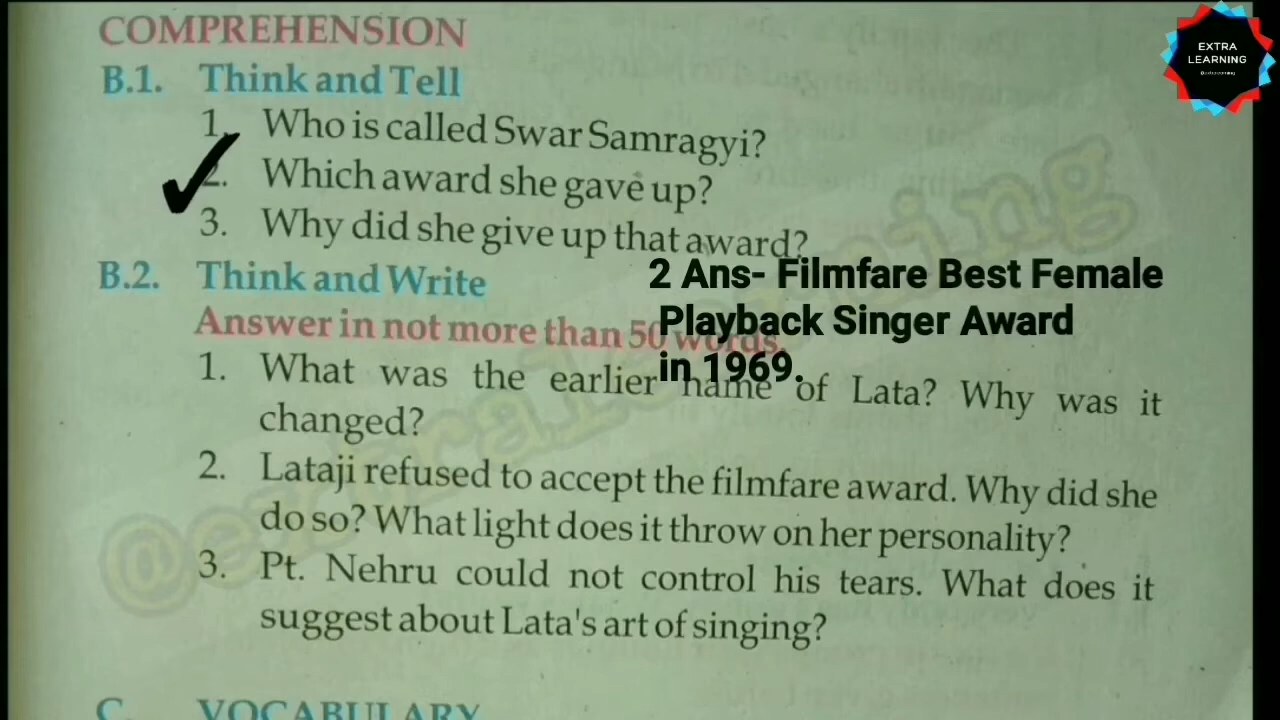 COMPREHENSION
EXTRA
LEARNING
B.1. Think and Tell
1. Who is called Swar Samragyi?
2. Which award she gave up?
3. Why did she give up that award?
B.2. Think and Write
2 Ans- Filmfare Best Female
Playback Singer Award
in 1969.
Answer in not more than 50 words.
1. What was the earlier name of Lata? Why was it
changed?
2. Lataji refused to accept the filmfare award. Why did she
do so? What light does it throw on her personality?
3. Pt. Nehru could not control his tears. What does it
suggest about Lata's art of singing?
C. VOCABULARY
@extralearning